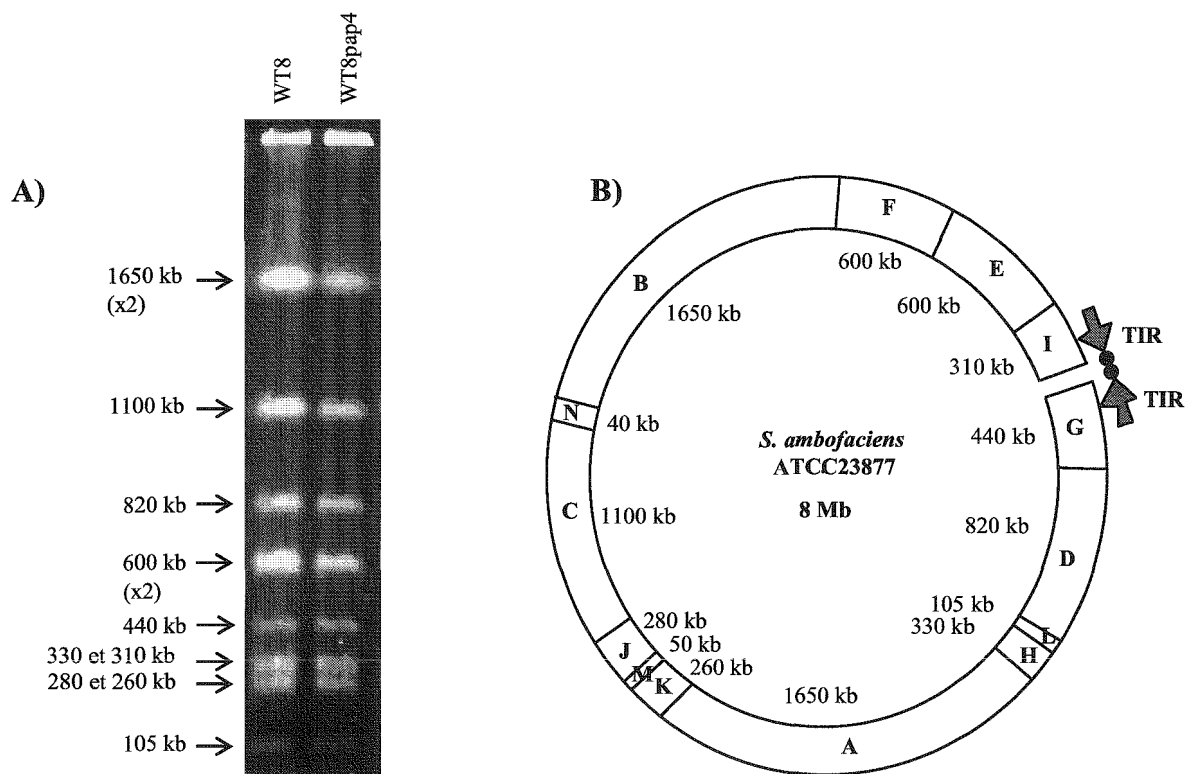 WT8
WT8pap4
A)
1650 kb
(x2)
1100 kb
820 kb
600 kb
(x2)
440 kb
330 et 310 kb
280 et 260 kb
105 kb
B)
F
E
I
TIR
TIR
G
D
L
H
A
K
M
J
C
N
B
600 kb
600 kb
310 kb
440 kb
820 kb
105 kb
330 kb
1650 kb
260 kb
50 kb
280 kb
1100 kb
40 kb
1650 kb
S. ambofaciens
ATCC23877
8 Mb